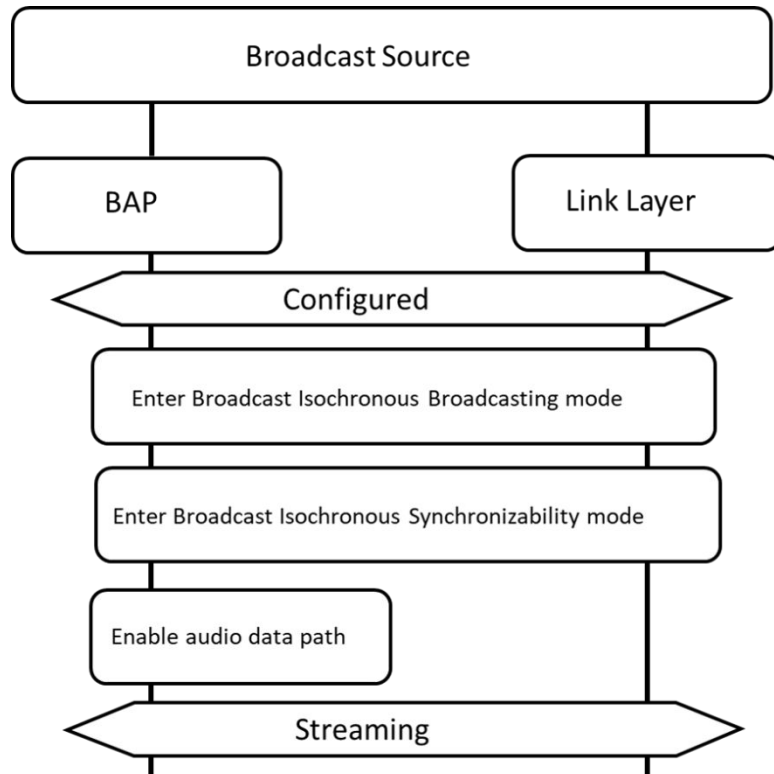 Broadcast Source
BAP
Link Layer
Configured
Enter Broadcast Isochronous Broadcasting mode
Enter Broadcast Isochronous Synchronizability mode
Enable audio data path
Streaming